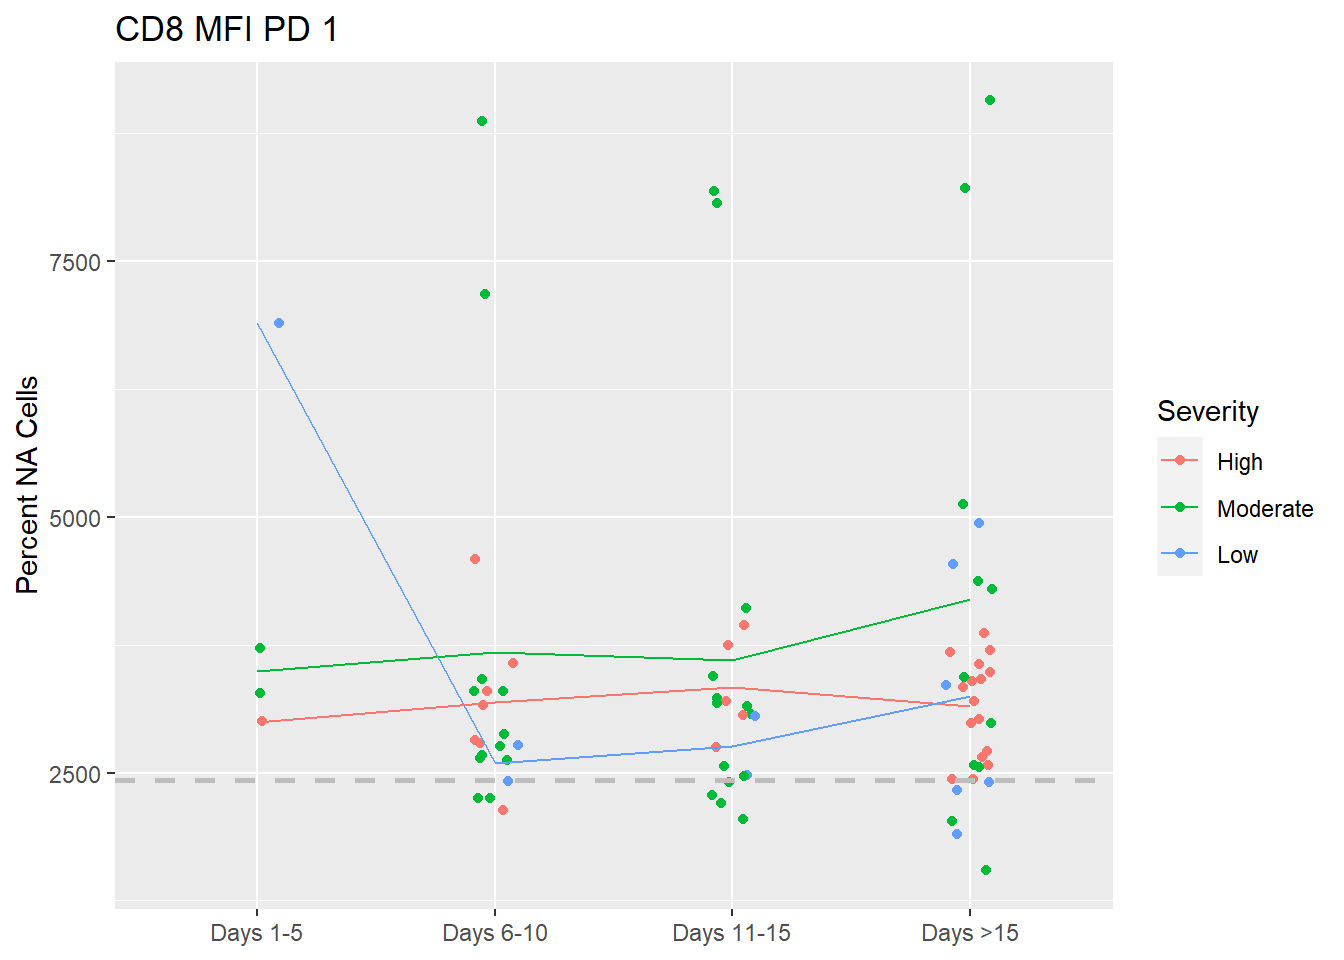 CD8 MFI PD 1
Percent NA Cells
7500
5000
2500
Days 1-5
Days 6-10
Days 11-15
Days >15
Severity
High
Moderate
Low